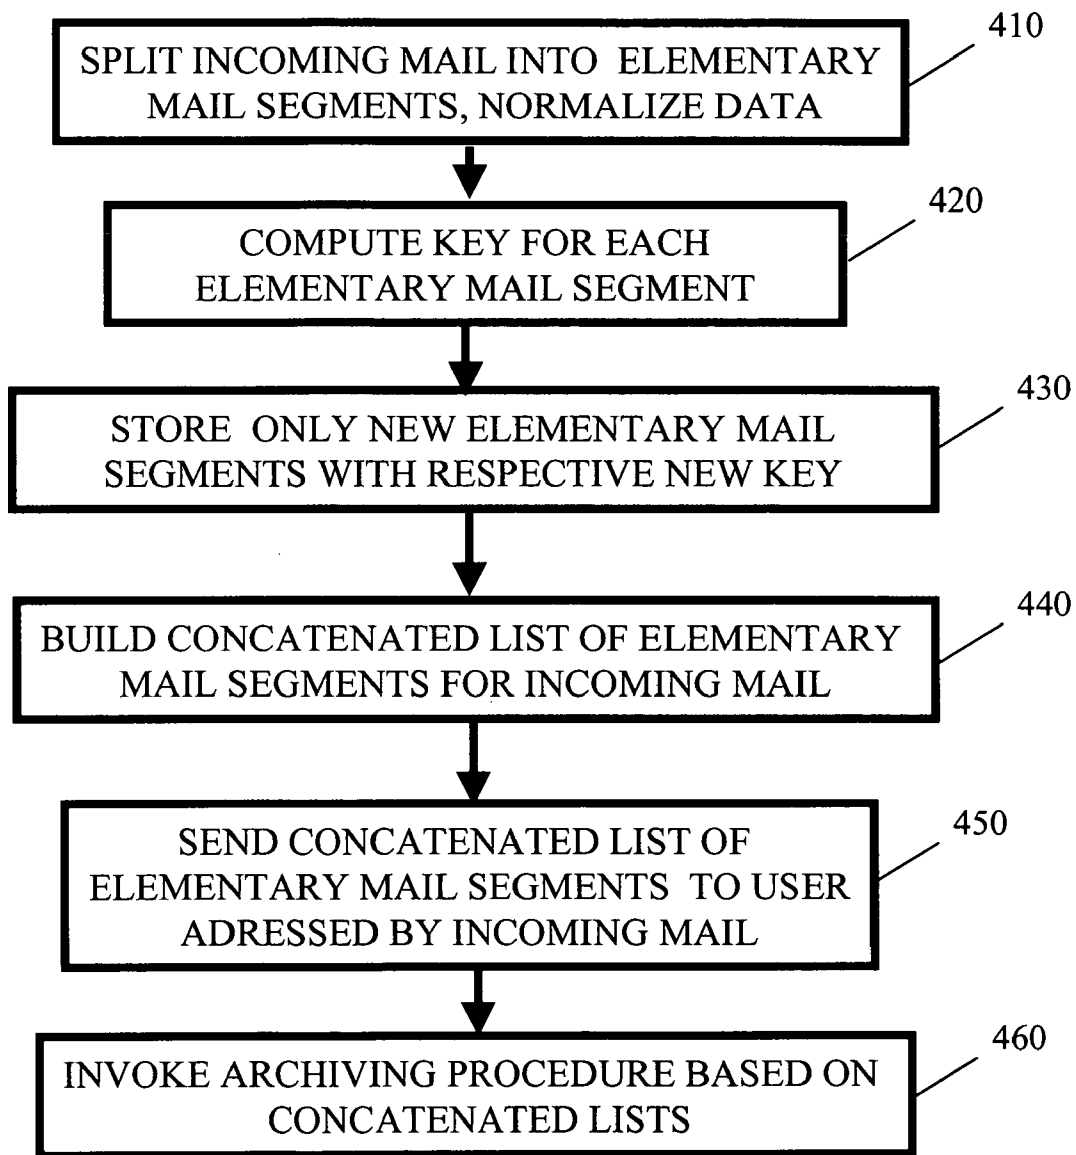 410
SPLIT INCOMING MAIL INTO ELEMENTARY
MAIL SEGMENTS, NORMALIZE DATA
420
COMPUTE KEY FOR EACH
ELEMENTARY MAIL SEGMENT
430
STORE ONLY NEW ELEMENTARY MAIL
SEGMENTS WITH RESPECTIVE NEW KEY
440
BUILD CONCATENATED LIST OF ELEMENTARY
MAIL SEGMENTS FOR INCOMING MAIL
450
SEND CONCATENATED LIST OF
ELEMENTARY MAIL SEGMENTS TO USER
ADRESSED BY INCOMING MAIL
460
INVOKE ARCHIVING PROCEDURE BASED ON
CONCATENATED LISTS